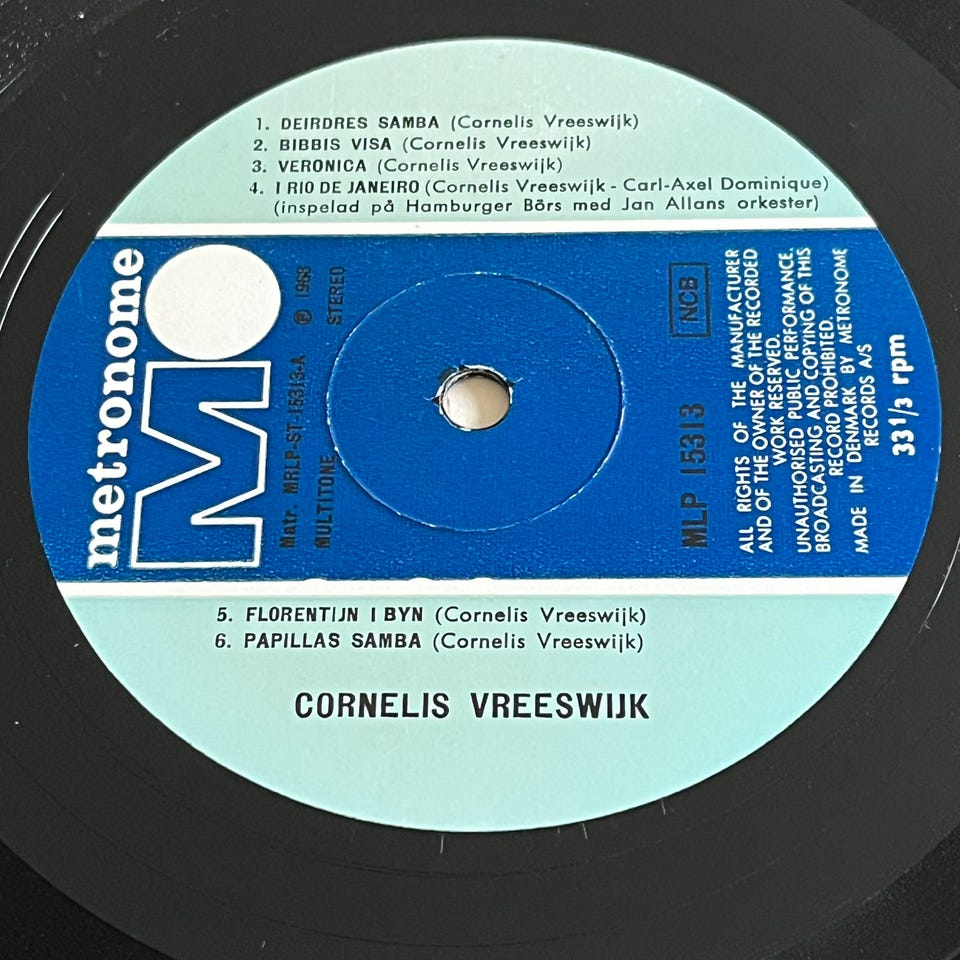 1. DEIRDRES SAMBA (Cornelis Vreeswijk)
2. BIBBIS VISA (Cornelis Vreeswijk)
3. VERONICA (Cornelis Vreeswijk)
4. I RIO DE JANEIRO (Cornelis Vreeswijk - Carl-Axel Dominique)
(inspelad på Hamburger Börs med Jan Allans orkester)
metronome
M
Matr. MRLP-ST-15313-A Ⓟ 1968
MULTITONE STEREO
MLP 15313 NCB
ALL RIGHTS OF THE MANUFACTURER
AND OF THE OWNER OF THE RECORDED
WORK RESERVED.
UNAUTHORISED PUBLIC PERFORMANCE,
BROADCASTING AND COPYING OF THIS
RECORD PROHIBITED.
MADE IN DENMARK BY METRONOME
RECORDS A/S
33 1/3 rpm
5. FLORENTIJN I BYN (Cornelis Vreeswijk)
6. PAPILLAS SAMBA (Cornelis Vreeswijk)
CORNELIS VREESWIJK